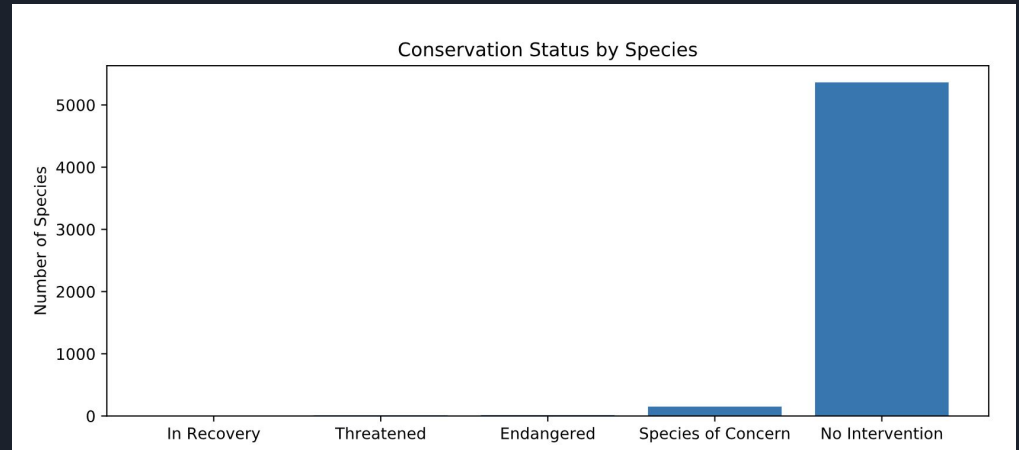 Conservation Status by Species
Number of Species
5000
4000
3000
2000
1000
0
In Recovery Threatened Endangered Species of Concern No Intervention